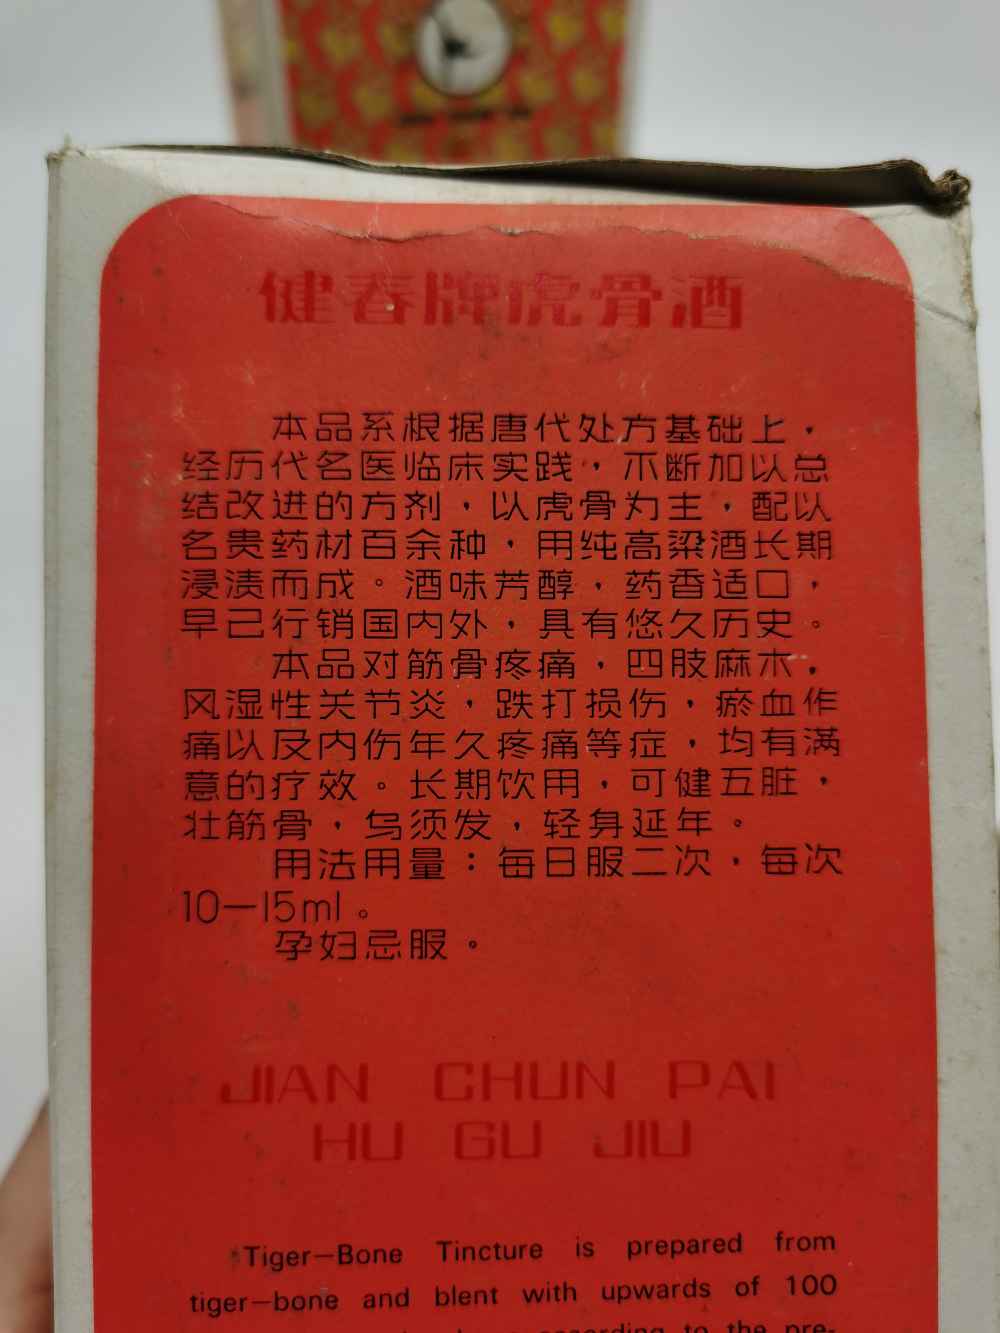 健春牌虎骨酒
本品系根据唐代处方基础上，
经历代名医临床实践，不断加以总
结改进的方剂，以虎骨为主，配以
名贵药材百余种，用纯高粱酒长期
浸渍而成。酒味芳醇，药香适口，
早已行销国内外，具有悠久历史。
本品对筋骨疼痛，四肢麻木，
风湿性关节炎，跌打损伤，瘀血作
痛以及内伤年久疼痛等症，均有满
意的疗效。长期饮用，可健五脏，
壮筋骨，乌须发，轻身延年。
用法用量：每日服二次，每次
10—15ml。
孕妇忌服。
JIAN CHUN PAI
HU GU JIU
Tiger—Bone Tincture is prepared from
tiger—bone and blent with upwards of 100
according to the pre-